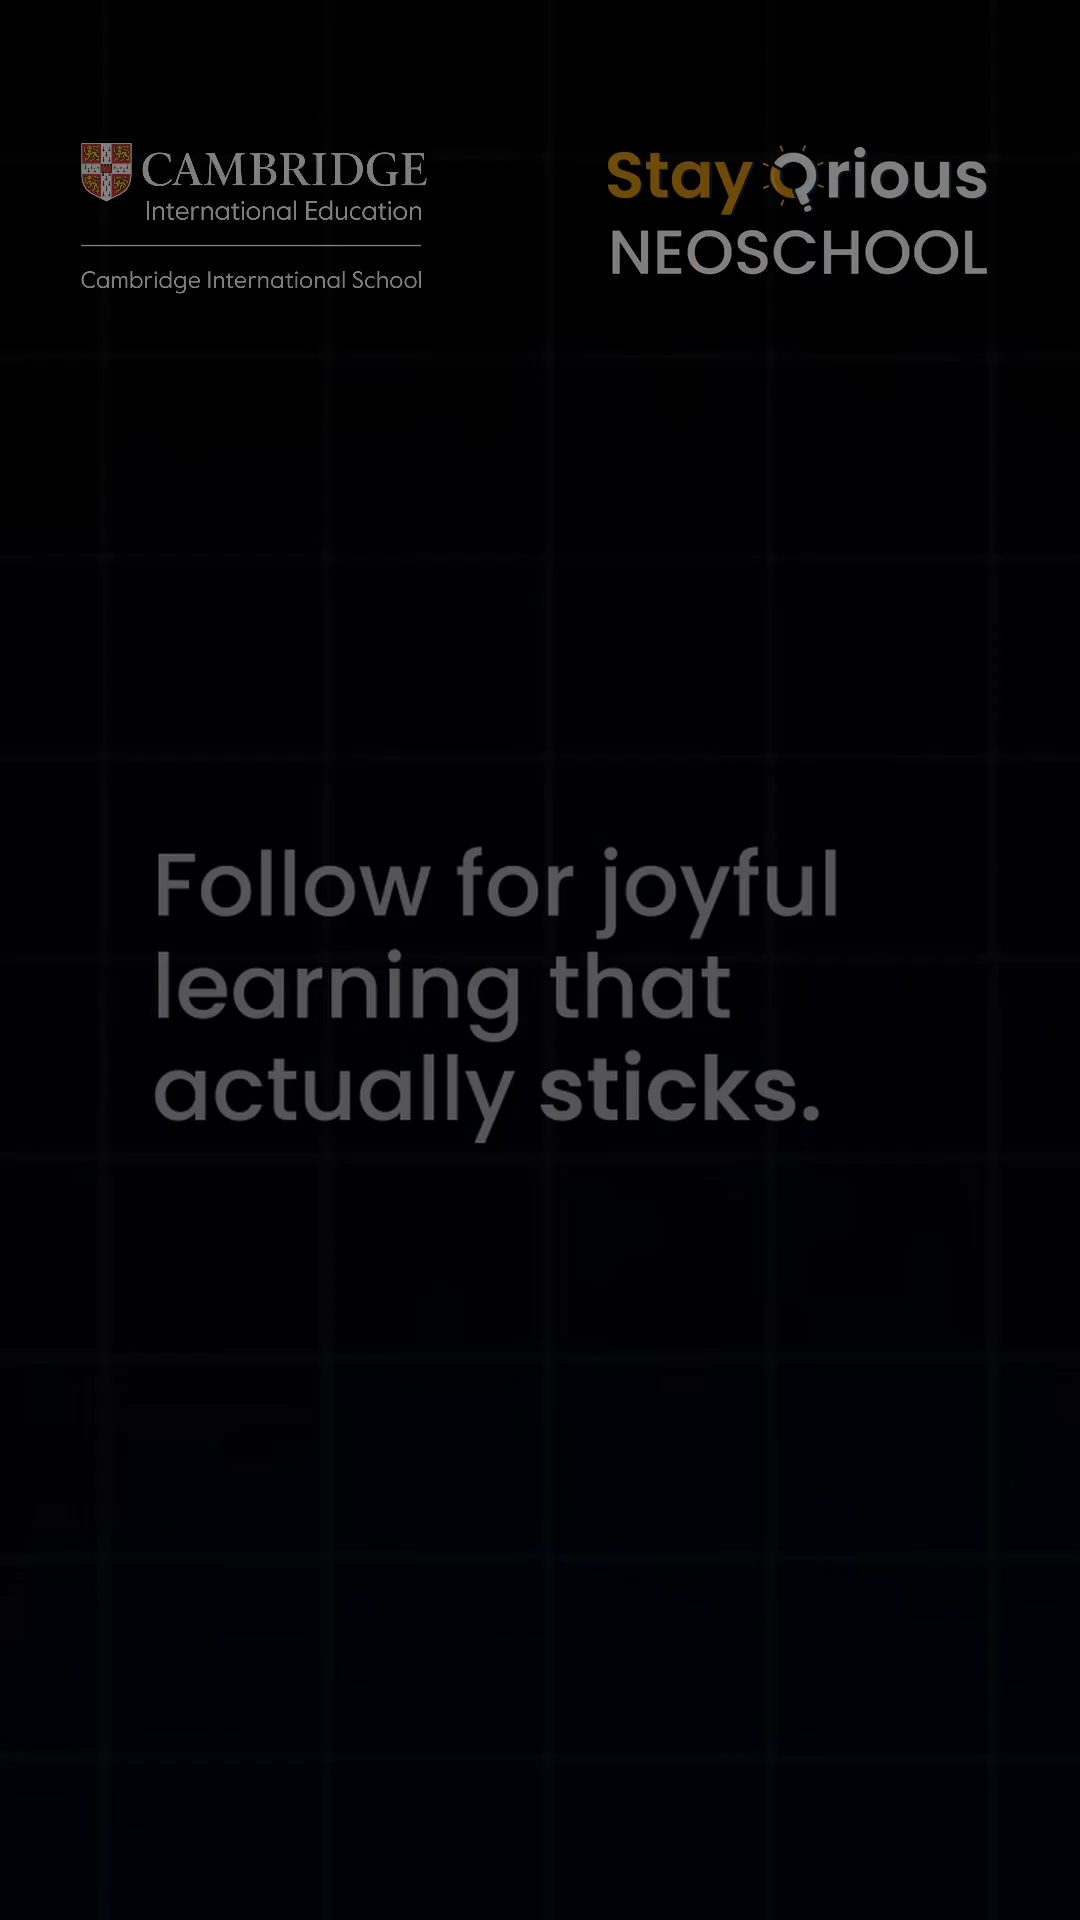 CAMBRIDGE
International Education
Cambridge International School
Stay Qrious
NEOSCHOOL
Follow for joyful
learning that
actually sticks.